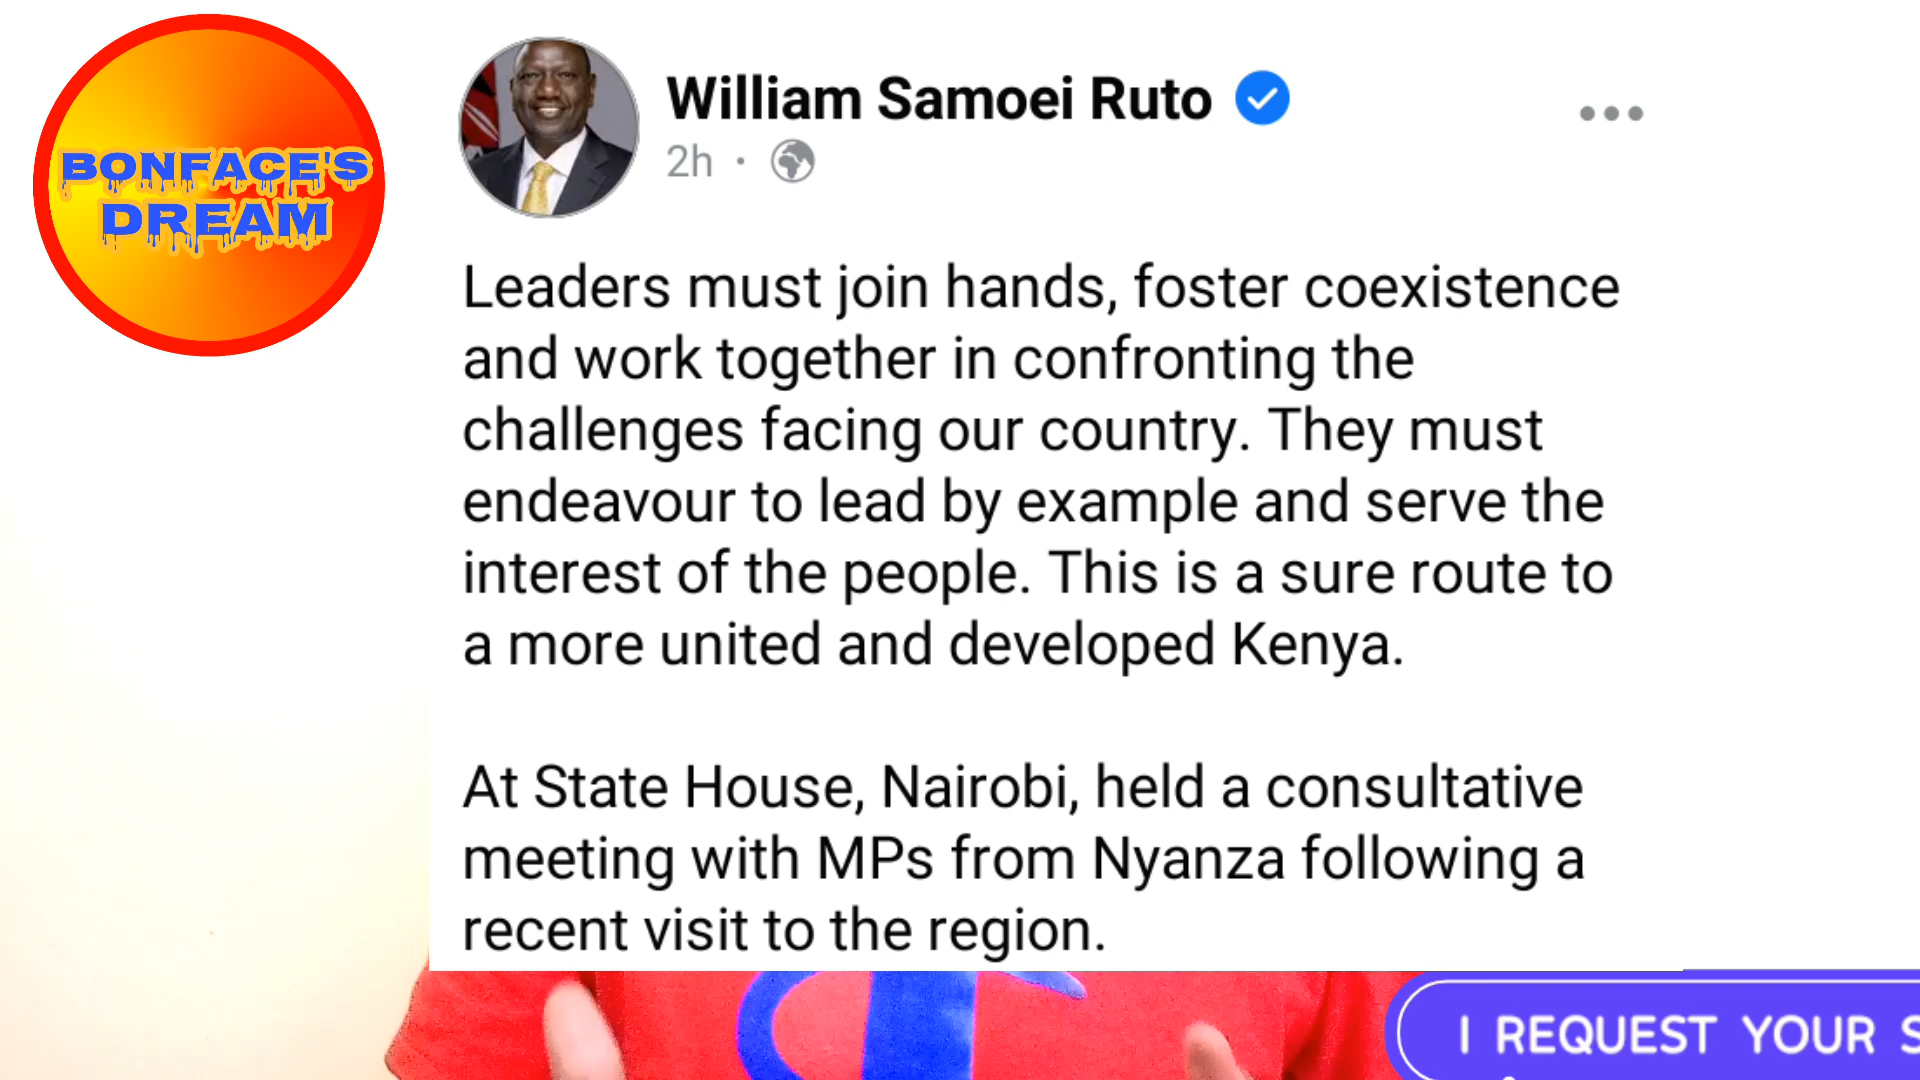 BONFACE'S
DREAM
William Samoei Ruto
2h
Leaders must join hands, foster coexistence
and work together in confronting the
challenges facing our country. They must
endeavour to lead by example and serve the
interest of the people. This is a sure route to
a more united and developed Kenya.
At State House, Nairobi, held a consultative
meeting with MPs from Nyanza following a
recent visit to the region.
I REQUEST YOUR S